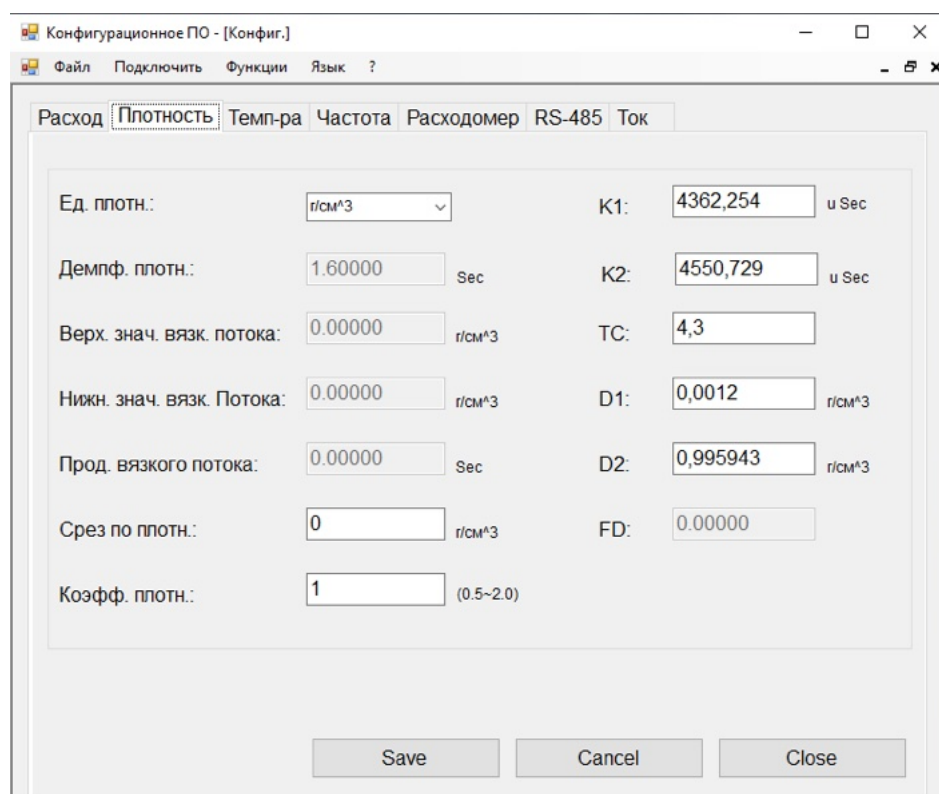 Конфигурационное ПО - [Конфиг.]
Файл Подключить Функции Язык ?
Расход Плотность Темп-ра Частота Расходомер RS-485 Ток
Ед. плотн.: г/см^3 K1: 4362,254 u Sec
Демпф. плотн.: 1.60000 Sec K2: 4550,729 u Sec
Верх. знач. вязк. потока: 0.00000 г/см^3 TC: 4,3
Нижн. знач. вязк. Потока: 0.00000 г/см^3 D1: 0,0012 г/см^3
Прод. вязкого потока: 0.00000 Sec D2: 0,995943 г/см^3
Срез по плотн.: 0 г/см^3 FD: 0.00000
Коэфф. плотн.: 1 (0.5~2.0)
Save Cancel Close